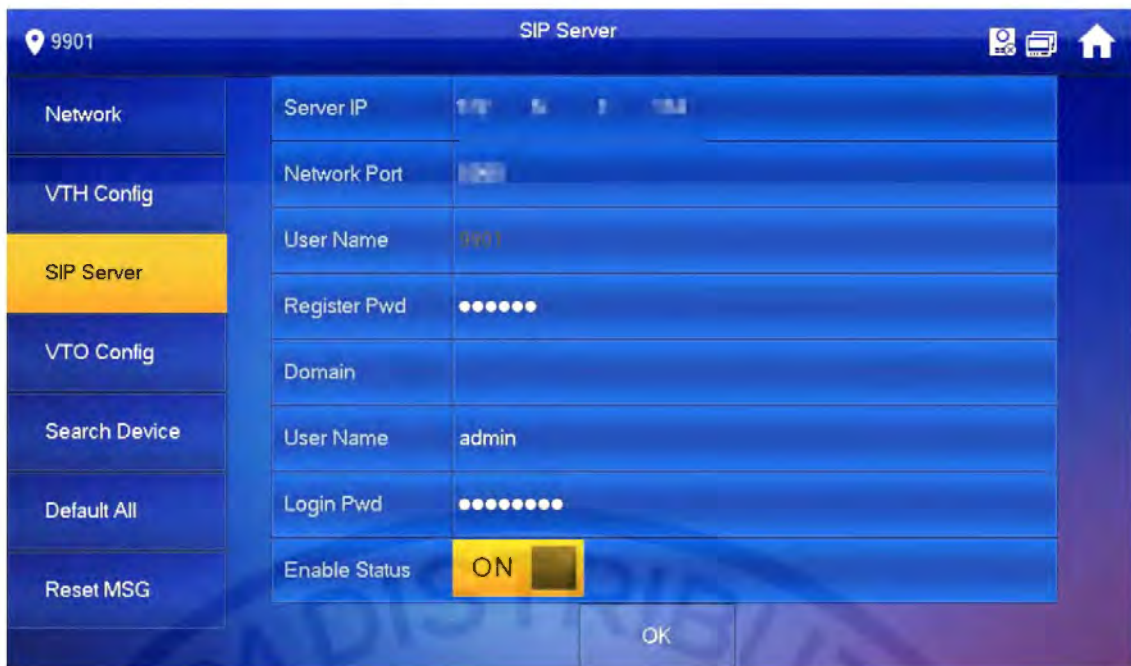 9901
SIP Server
Network
VTH Config
SIP Server
VTO Config
Search Device
Default All
Reset MSG
Server IP
Network Port
User Name 9901
Register Pwd ••••••
Domain
User Name admin
Login Pwd ••••••••
Enable Status ON
OK